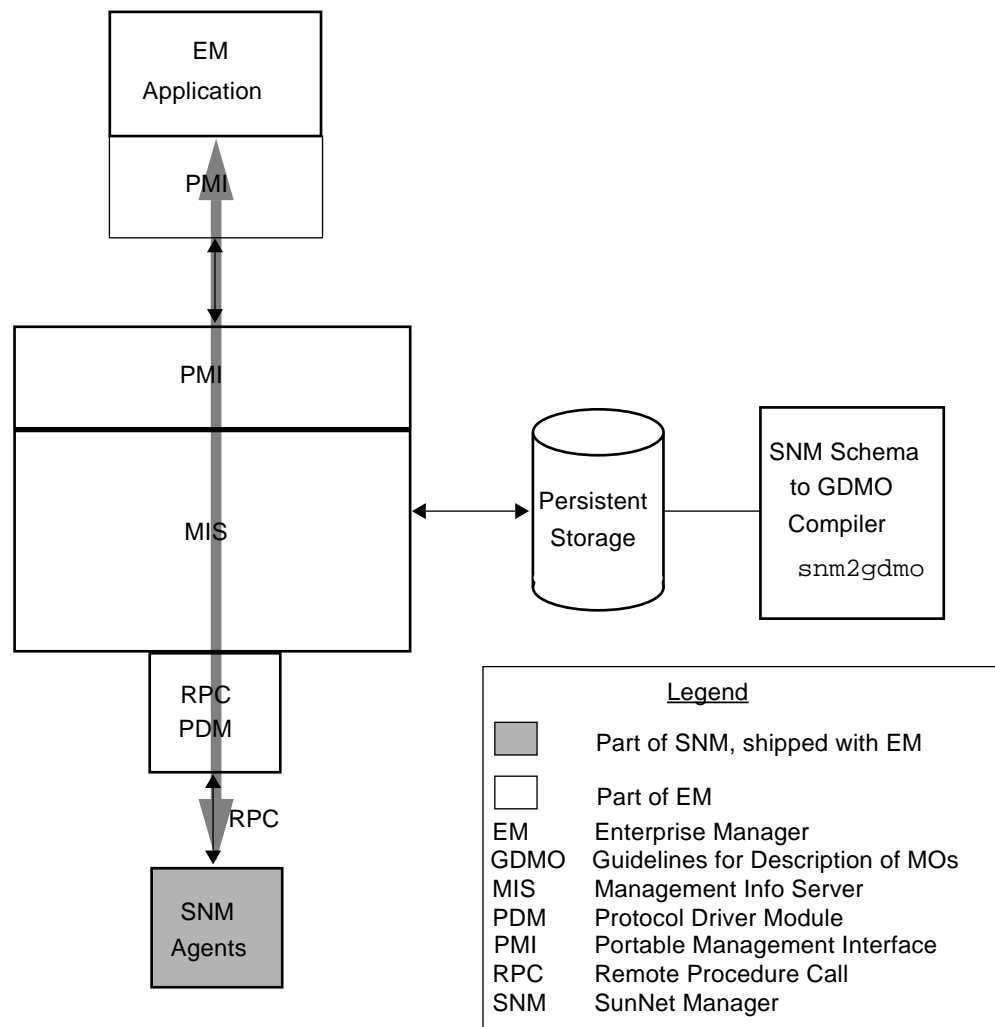 EM
Application
PMI
PMI
MIS
Persistent
Storage
SNM Schema
to GDMO
Compiler
snm2gdmo
RPC
PDM
RPC
SNM
Agents
Legend
Part of SNM, shipped with EM
Part of EM
EM Enterprise Manager
GDMO Guidelines for Description of MOs
MIS Management Info Server
PDM Protocol Driver Module
PMI Portable Management Interface
RPC Remote Procedure Call
SNM SunNet Manager